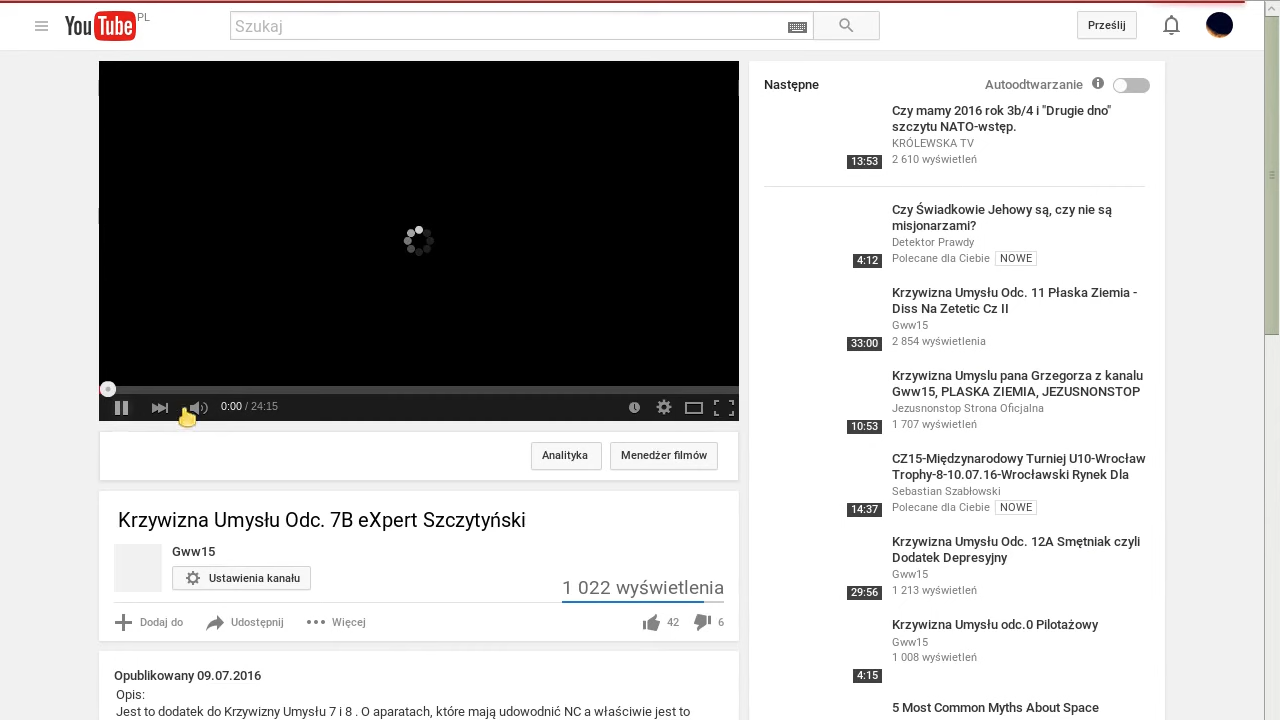 YouTube PL
Szukaj
Prześlij
0:00 / 24:15
Analityka
Menedżer filmów
Krzywizna Umysłu Odc. 7B eXpert Szczytyński
Gww15
Ustawienia kanału
1 022 wyświetlenia
Dodaj do
Udostępnij
Więcej
42
6
Opublikowany 09.07.2016
Opis:
Jest to dodatek do Krzywizny Umysłu 7 i 8 . O aparatach, które mają udowodnić NC a właściwie jest to
Następne
Autoodtwarzanie
Czy mamy 2016 rok 3b/4 i "Drugie dno"
szczytu NATO-wstęp.
KRÓLEWSKA TV
2 610 wyświetleń
13:53
Czy Świadkowie Jehowy są, czy nie są
misjonarzami?
Detektor Prawdy
Polecane dla Ciebie NOWE
4:12
Krzywizna Umysłu Odc. 11 Płaska Ziemia -
Diss Na Zetetic Cz II
Gww15
2 854 wyświetlenia
33:00
Krzywizna Umyslu pana Grzegorza z kanalu
Gww15, PLASKA ZIEMIA, JEZUSNONSTOP
Jezusnonstop Strona Oficjalna
1 707 wyświetleń
10:53
CZ15-Międzynarodowy Turniej U10-Wrocław
Trophy-8-10.07.16-Wrocławski Rynek Dla
Sebastian Szabłowski
Polecane dla Ciebie NOWE
14:37
Krzywizna Umysłu Odc. 12A Smętniak czyli
Dodatek Depresyjny
Gww15
1 213 wyświetleń
29:56
Krzywizna Umysłu odc.0 Pilotażowy
Gww15
1 008 wyświetleń
4:15
5 Most Common Myths About Space